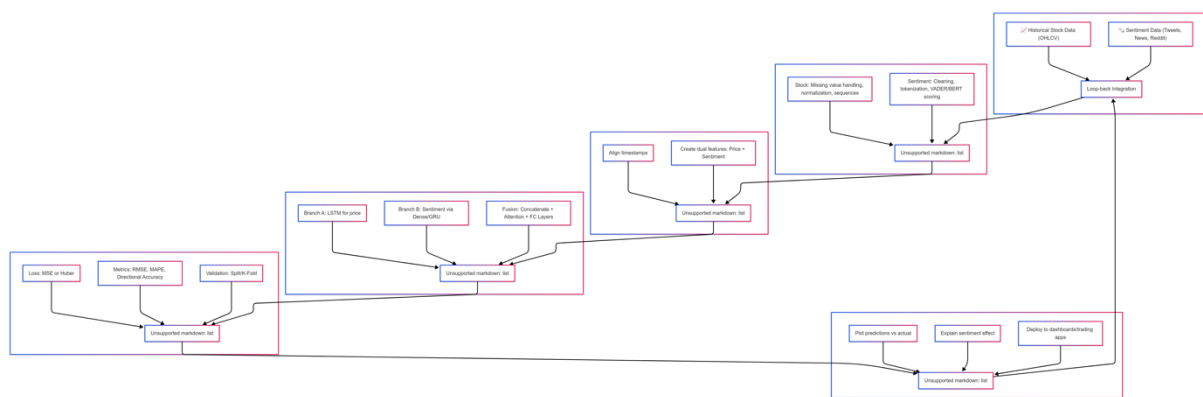 📈 Historical Stock Data
(OHLCV)
🗞 Sentiment Data (Tweets,
News, Reddit)
Loop-back Integration
Stock: Missing value handling,
normalization, sequences
Sentiment: Cleaning,
tokenization, VADER/BERT
scoring
Unsupported markdown: list
Align timestamps
Create dual features: Price +
Sentiment
Unsupported markdown: list
Branch A: LSTM for price
Branch B: Sentiment via
Dense/GRU
Fusion: Concatenate +
Attention + FC Layers
Unsupported markdown: list
Loss: MSE or Huber
Metrics: RMSE, MAPE,
Directional Accuracy
Validation: Split/K-Fold
Unsupported markdown: list
Plot predictions vs actual
Explain sentiment effect
Deploy to dashboards/trading
apps
Unsupported markdown: list